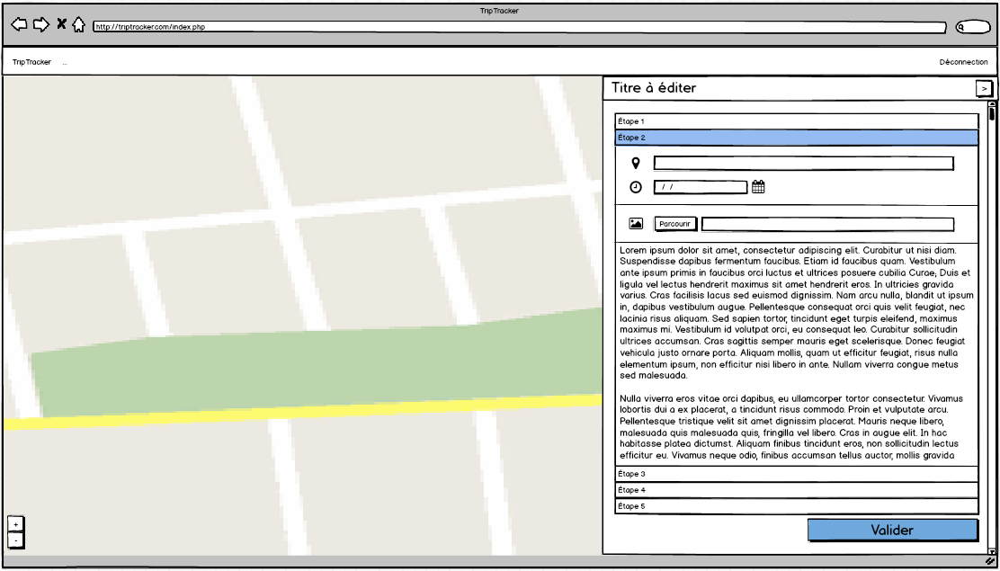 TripTracker
http://triptracker.com/index.php
TripTracker ... Déconnection
Titre à éditer >
Étape 1
Étape 2
/ /
Parcourir
Lorem ipsum dolor sit amet, consectetur adipiscing elit. Curabitur ut nisi diam.
Suspendisse dapibus fermentum faucibus. Etiam id faucibus quam. Vestibulum
ante ipsum primis in faucibus orci luctus et ultrices posuere cubilia Curae; Duis et
ligula vel lectus hendrerit maximus sit amet hendrerit eros. In ultricies gravida
varius. Cras facilisis lacus sed euismod dignissim. Nam arcu nulla, blandit ut ipsum
in, dapibus vestibulum augue. Pellentesque consequat orci quis velit feugiat, nec
lacinia risus aliquam. Sed sapien tortor, tincidunt eget turpis eleifend, maximus
maximus mi. Vestibulum id volutpat orci, eu consequat leo. Curabitur sollicitudin
ultrices accumsan. Cras sagittis semper mauris eget scelerisque. Donec feugiat
vehicula justo ornare porta. Aliquam mollis, quam ut efficitur feugiat, risus nulla
elementum ipsum, non efficitur nisi libero in ante. Nullam viverra congue metus
sed malesuada.
Nulla viverra eros vitae orci dapibus, eu ullamcorper tortor consectetur. Vivamus
lobortis dui a ex placerat, a tincidunt risus commodo. Proin et vulputate arcu.
Pellentesque tristique velit sit amet dignissim placerat. Mauris neque libero,
malesuada quis malesuada quis, fringilla vel libero. Cras in augue elit. In hac
habitasse platea dictumst. Aliquam finibus tincidunt eros, non sollicitudin lectus
efficitur eu. Vivamus neque odio, finibus accumsan tellus auctor, mollis gravida
Étape 3
Étape 4
Étape 5
Valider
+
-